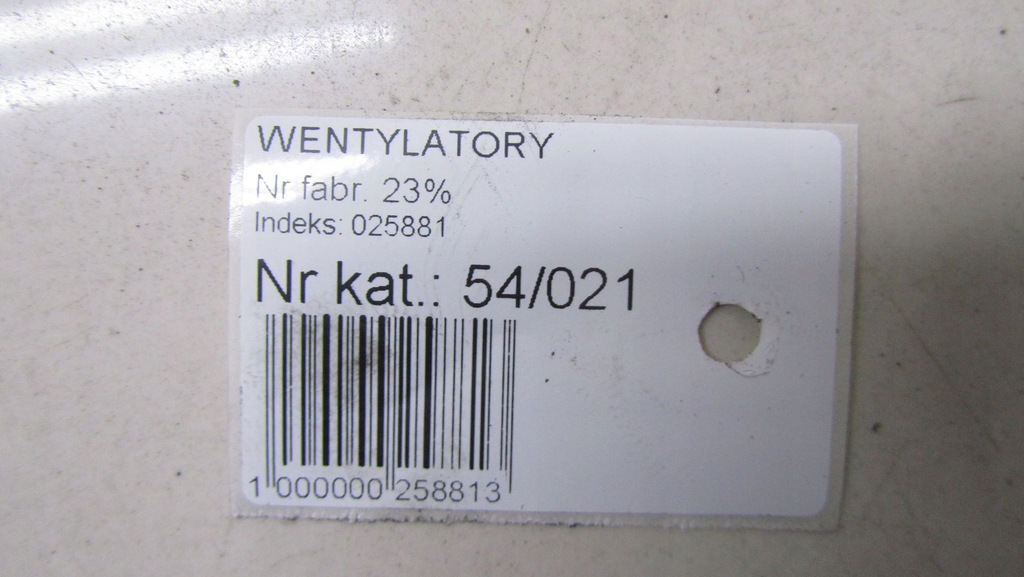 WENTYLATORY
Nr fabr. 23%
Indeks: 025881
Nr kat.: 54/021
1 000000 258813